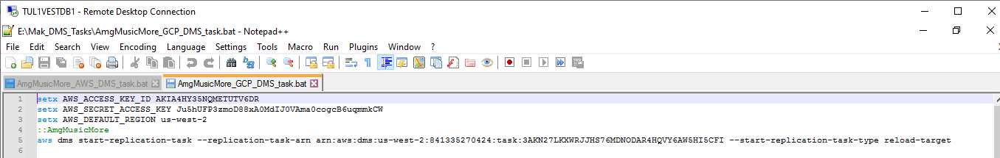 TUL1VESTDB1 - Remote Desktop Connection
E:\Mak_DMS_Tasks\AmgMusicMore_GCP_DMS_task.bat - Notepad++
File Edit Search View Encoding Language Settings Tools Macro Run Plugins Window ?
AmgMusicMore_AWS_DMS_task.bat AmgMusicMore_GCP_DMS_task.bat
1 setx AWS_ACCESS_KEY_ID AKIA4HY35NQMETUTV6DR
2 setx AWS_SECRET_ACCESS_KEY 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
3 setx AWS_DEFAULT_REGION us-west-2
4 ::AmgMusicMore
5 aws dms start-replication-task --replication-task-arn arn:aws:dms:us-west-2:841335270424:task:3AKN27LKXWRJJHS76MDNODAR4HQVY6AW5HI5CFI --start-replication-task-type reload-target
6